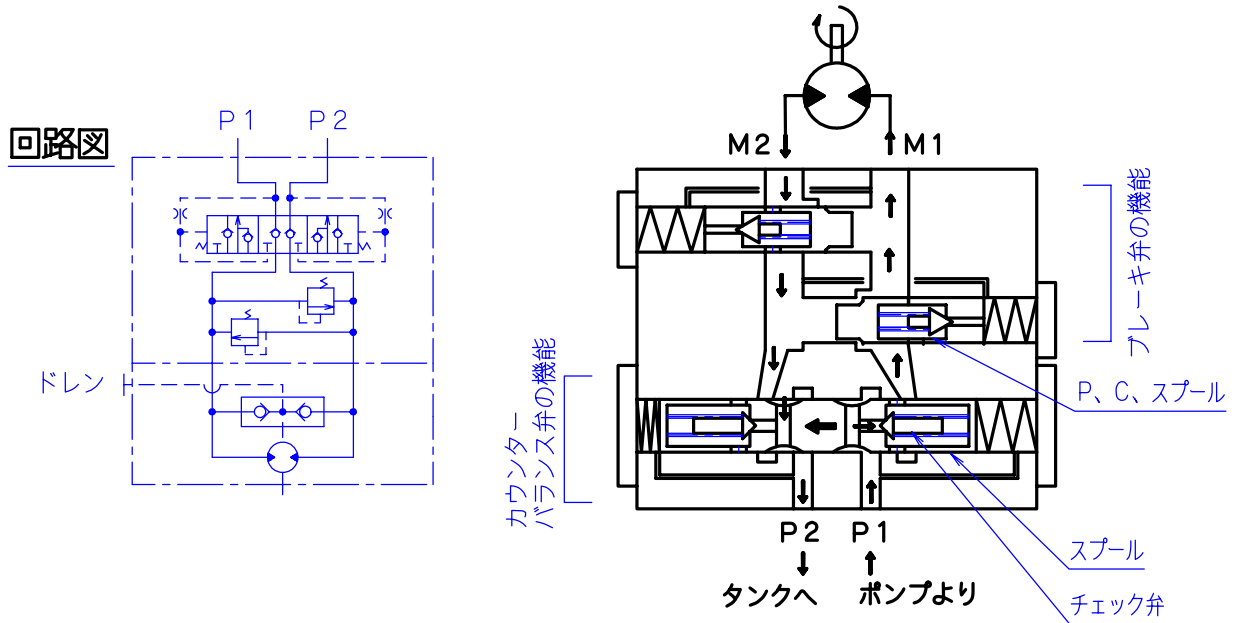 回路図
P1
P2
ドレン
M2
M1
ブレーキ弁の機能
P、C、スプール
カウンター
バランス弁の機能
P2
P1
スプール
タンクへ
ポンプより
チェック弁